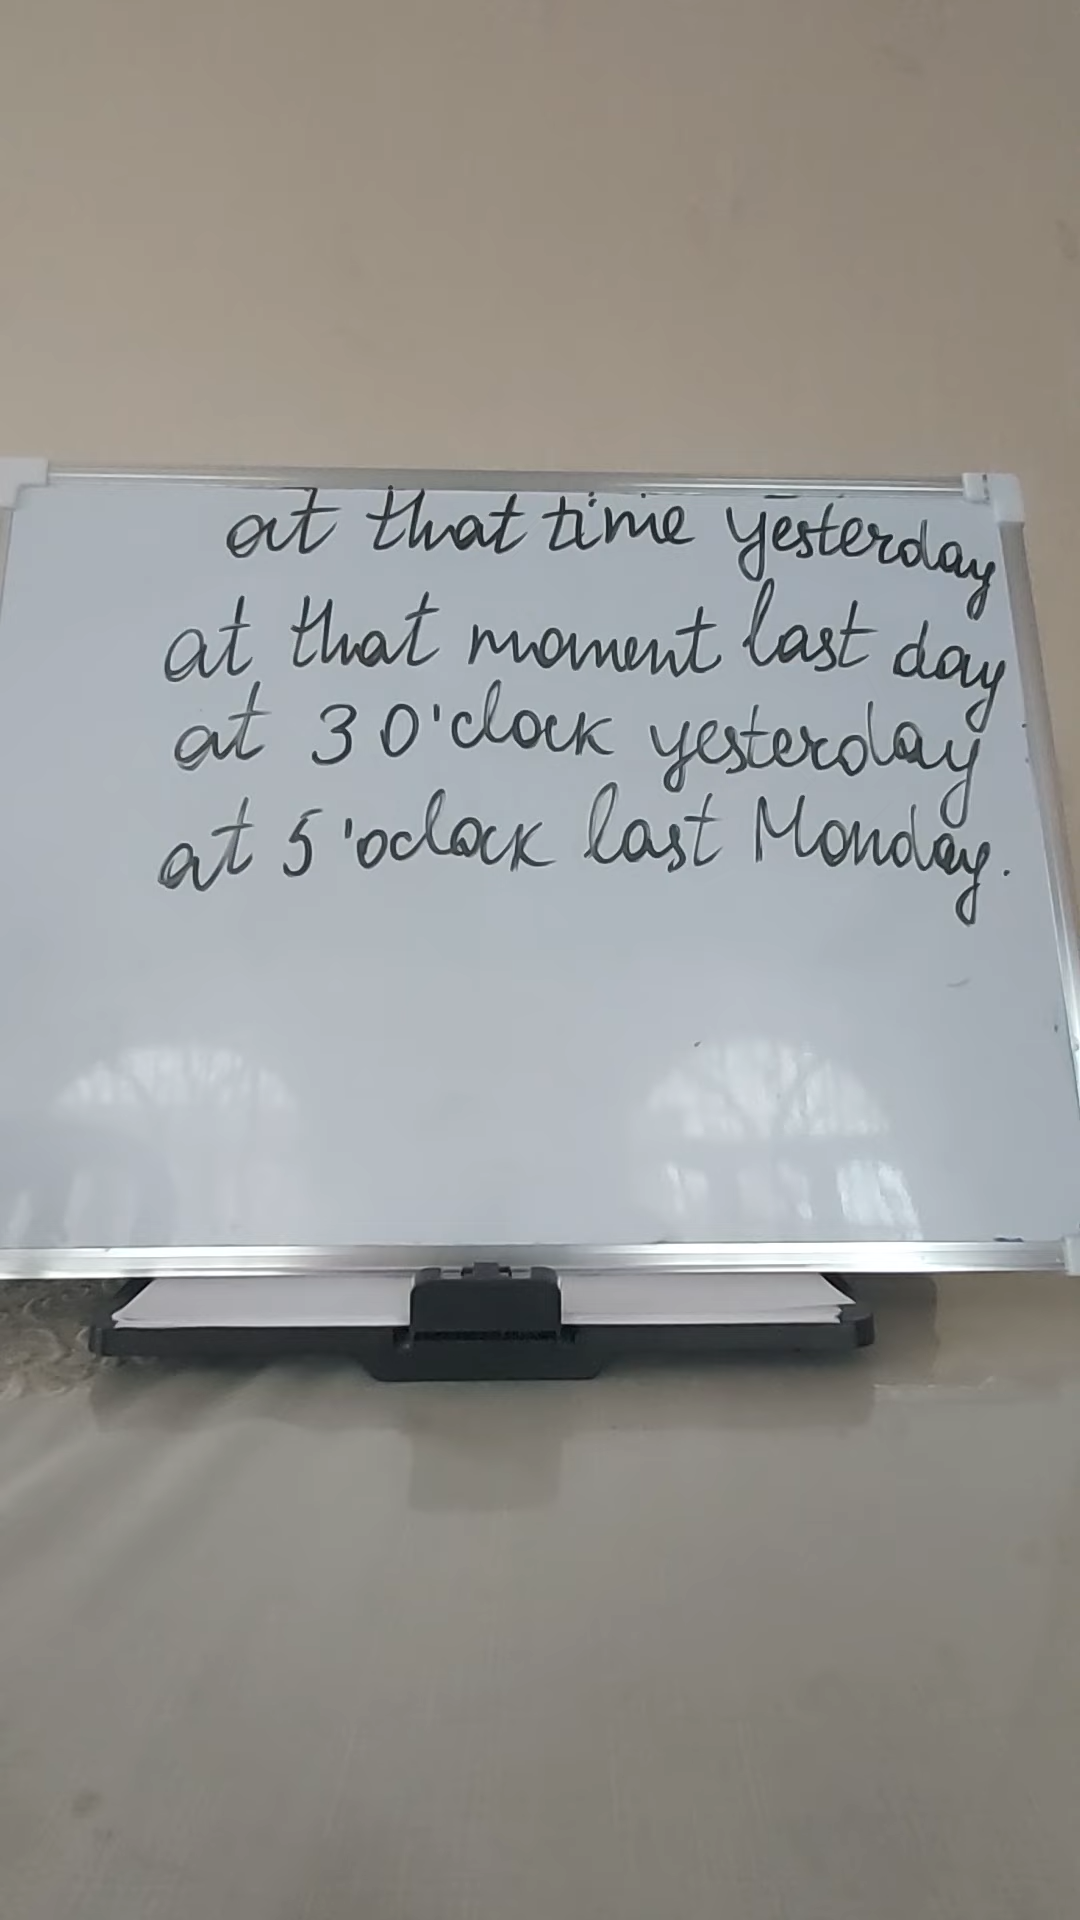 at that time yesterday
at that moment last day
at 3 O'clock yesterday
at 5 'oclock last Monday.